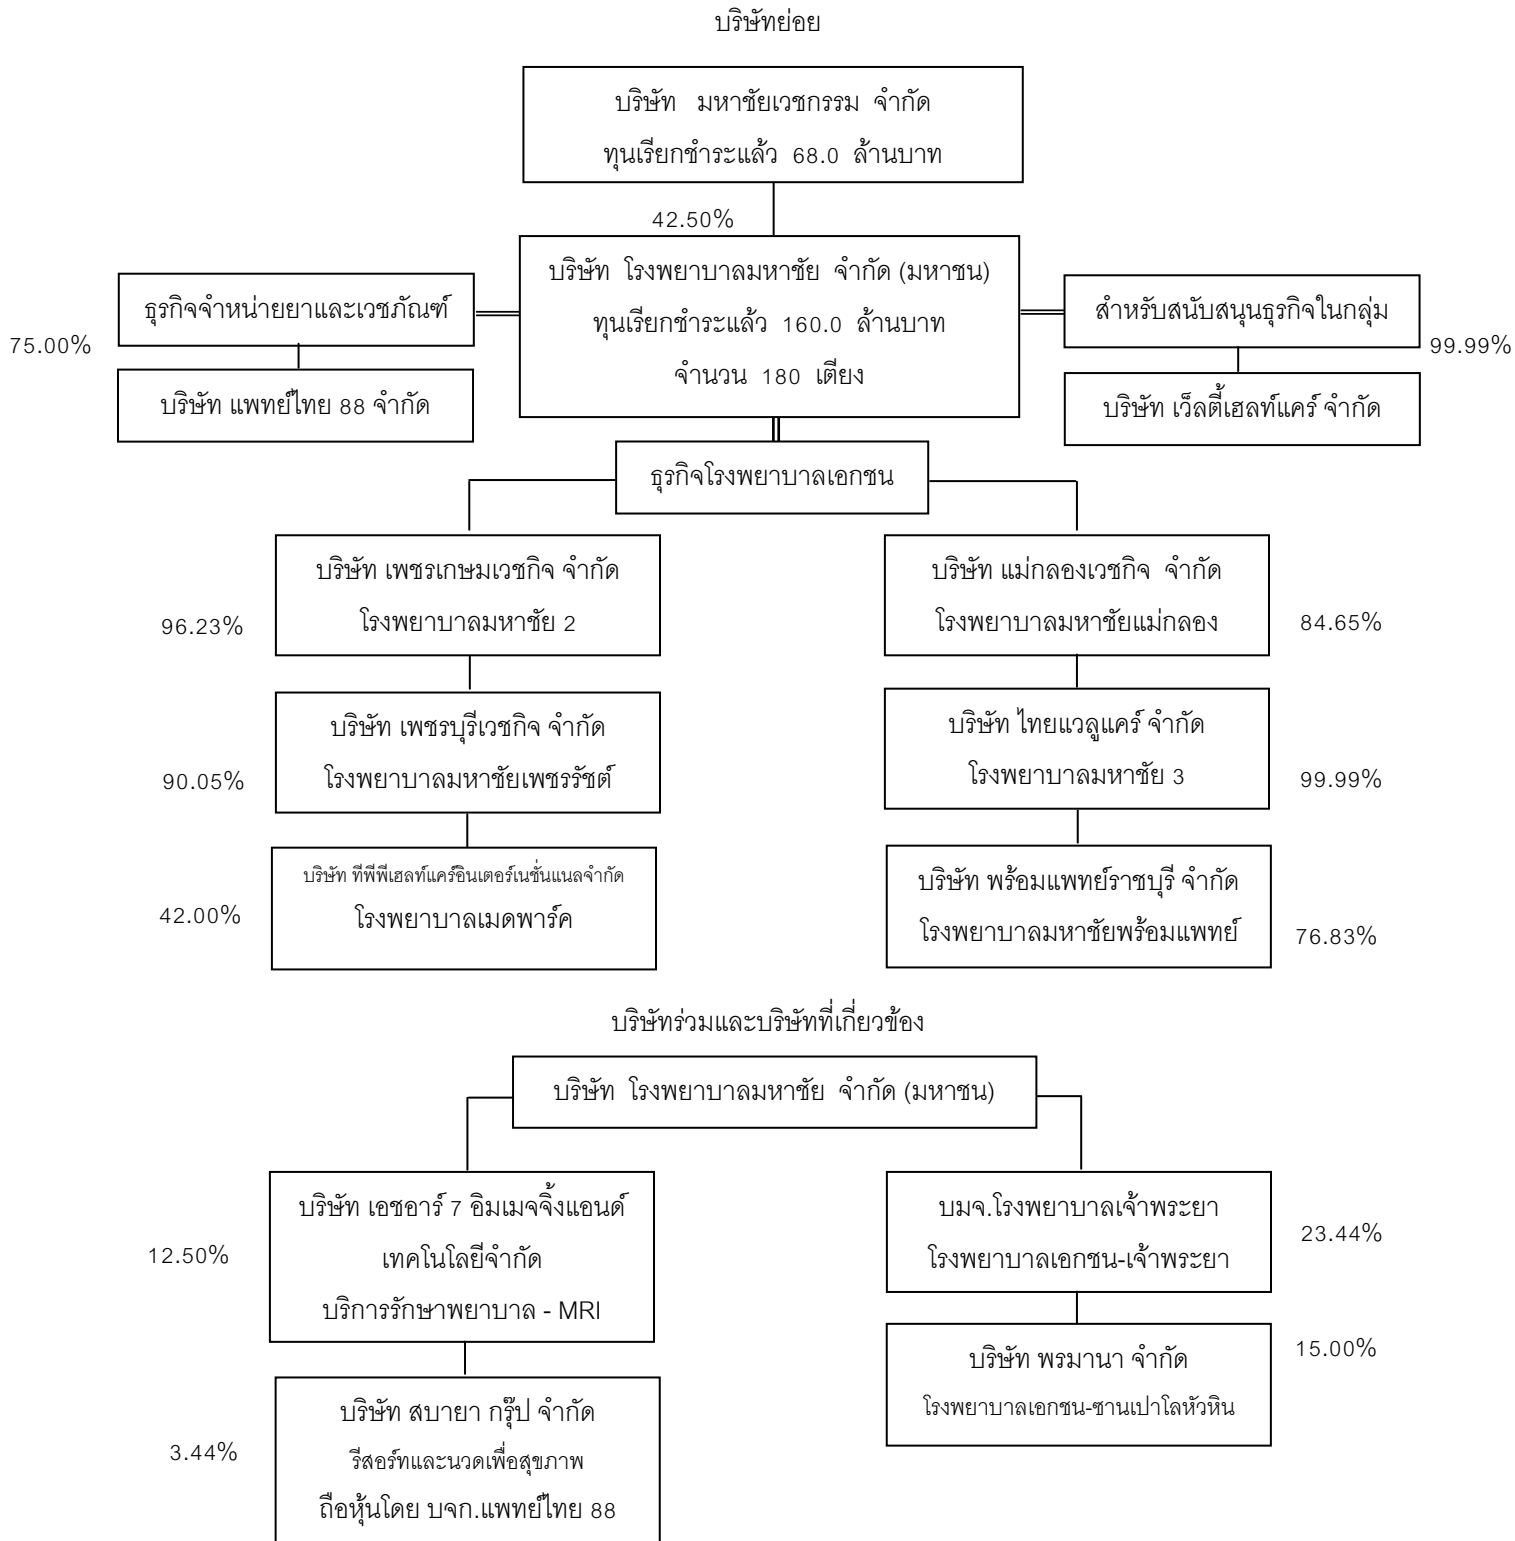 บริษัทย่อย
บริษัท มหาชัยเวชกรรม จำกัด
ทุนเรียกชำระแล้ว 68.0 ล้านบาท
42.50%
บริษัท โรงพยาบาลมหาชัย จำกัด (มหาชน)
ทุนเรียกชำระแล้ว 160.0 ล้านบาท
จำนวน 180 เตียง
ธุรกิจจำหน่ายยาและเวชภัณฑ์
75.00%
บริษัท แพทย์ไทย 88 จำกัด
สำหรับสนับสนุนธุรกิจในกลุ่ม
99.99%
บริษัท เว็ลตี้เฮลท์แคร์ จำกัด
ธุรกิจโรงพยาบาลเอกชน
บริษัท เพชรเกษมเวชกิจ จำกัด
โรงพยาบาลมหาชัย 2
96.23%
บริษัท แม่กลองเวชกิจ จำกัด
โรงพยาบาลมหาชัยแม่กลอง
84.65%
บริษัท เพชรบุรีเวชกิจ จำกัด
โรงพยาบาลมหาชัยเพชรรัชต์
90.05%
บริษัท ไทยแวลูแคร์ จำกัด
โรงพยาบาลมหาชัย 3
99.99%
บริษัท ทีพีพีเฮลท์แคร์อินเตอร์เนชั่นแนลจำกัด
โรงพยาบาลเมดพาร์ค
42.00%
บริษัท พร้อมแพทย์ราชบุรี จำกัด
โรงพยาบาลมหาชัยพร้อมแพทย์
76.83%
บริษัทร่วมและบริษัทที่เกี่ยวข้อง
บริษัท โรงพยาบาลมหาชัย จำกัด (มหาชน)
บริษัท เอชอาร์ 7 อิมเมจจิ้งแอนด์
เทคโนโลยีจำกัด
บริการรักษาพยาบาล - MRI
12.50%
บมจ.โรงพยาบาลเจ้าพระยา
โรงพยาบาลเอกชน-เจ้าพระยา
23.44%
บริษัท พรมานา จำกัด
โรงพยาบาลเอกชน-ซานเปาโลหัวหิน
15.00%
บริษัท สบายา กรุ๊ป จำกัด
รีสอร์ทและนวดเพื่อสุขภาพ
ถือหุ้นโดย บจก.แพทย์ไทย 88
3.44%